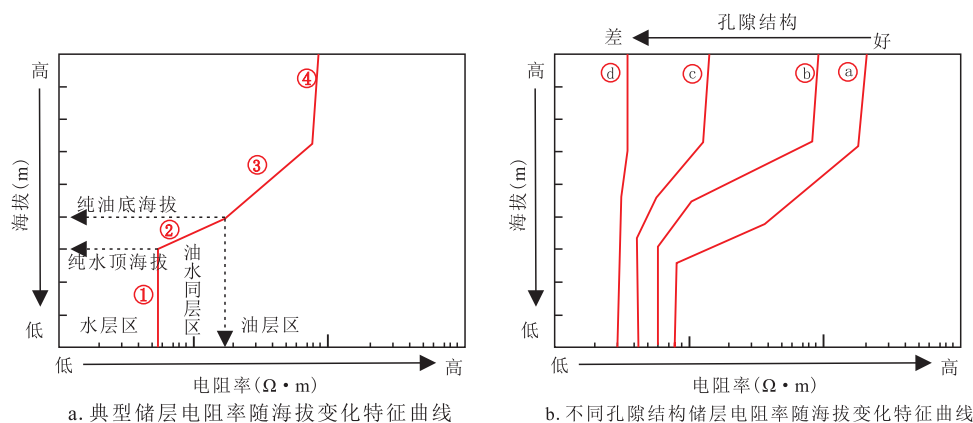 高
海拔(m)
低
④
③
纯油底海拔
②
纯水顶海拔
①
油水同层区
水层区
油层区
低
高
电阻率(Ω·m)
a.典型储层电阻率随海拔变化特征曲线
孔隙结构
差
好
高
海拔(m)
低
ⓓ
ⓒ
ⓑ
ⓐ
低
高
电阻率(Ω·m)
b.不同孔隙结构储层电阻率随海拔变化特征曲线